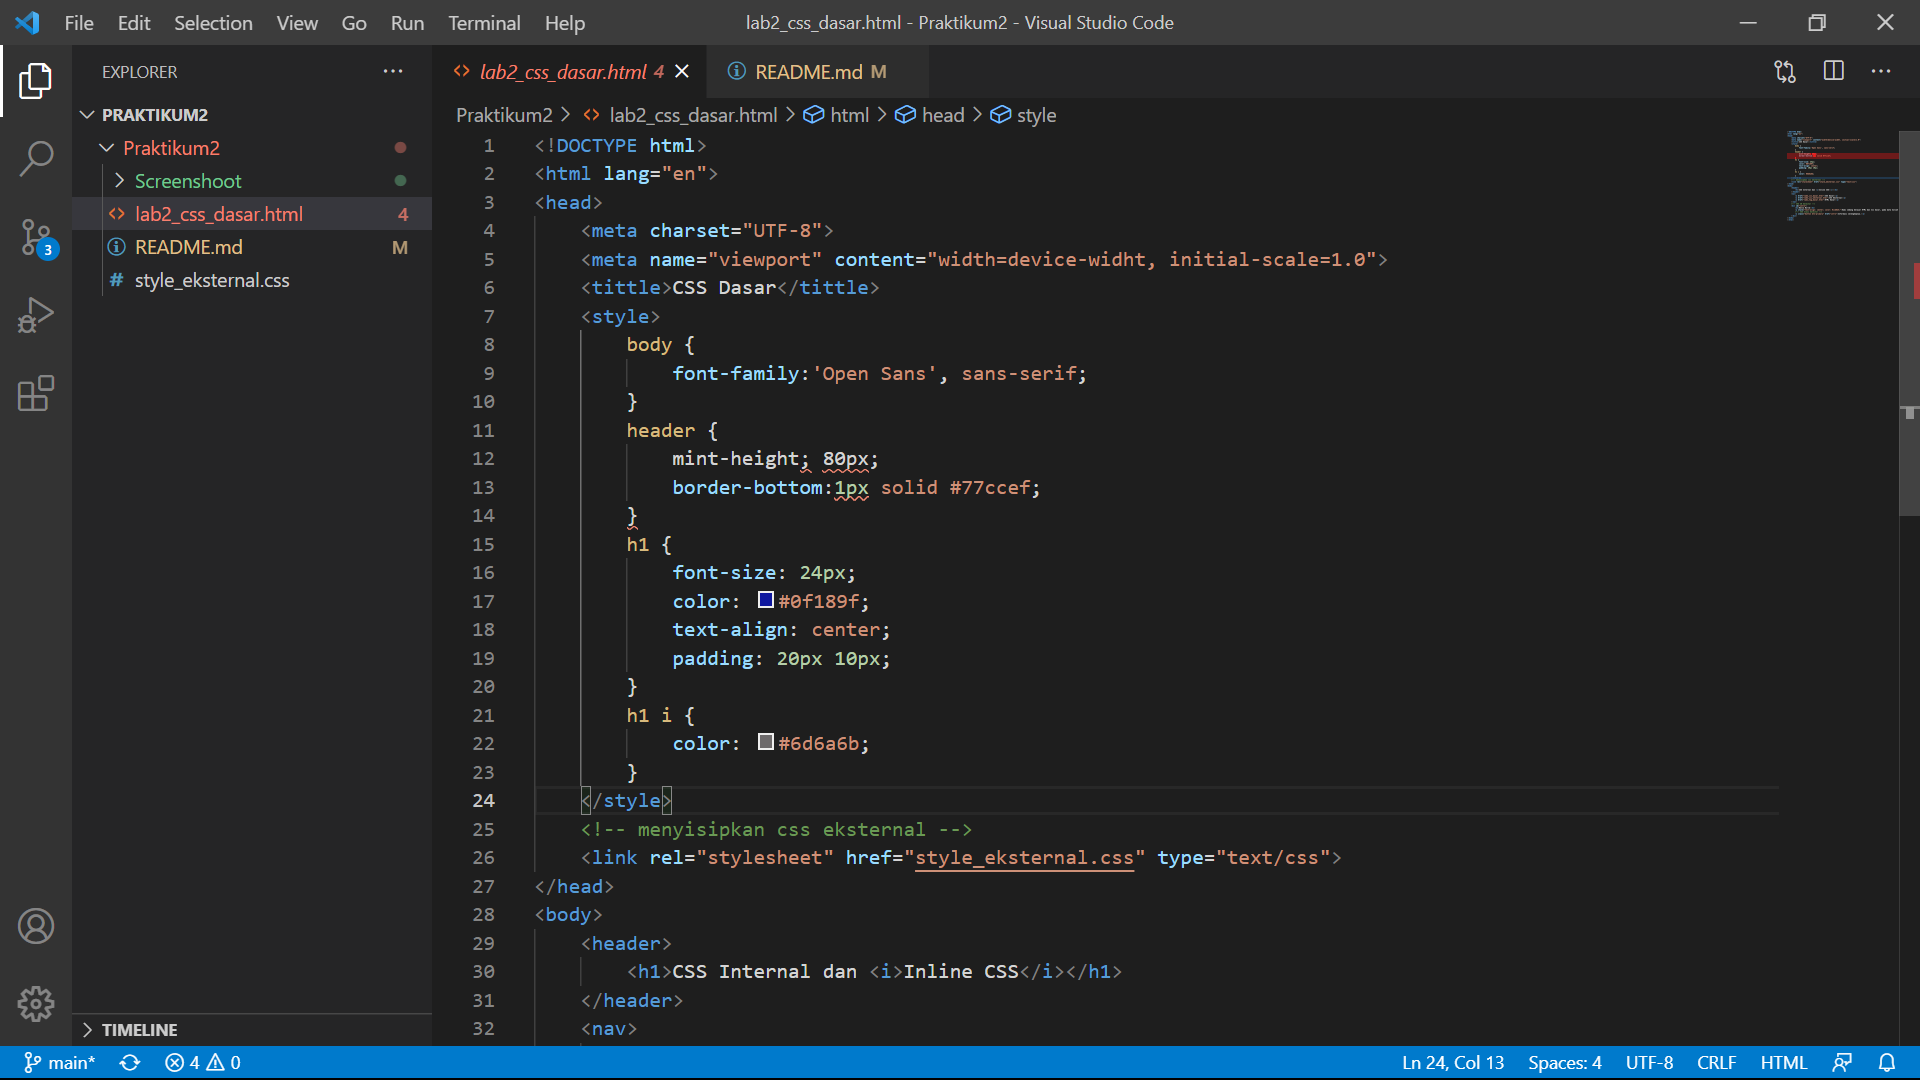 File Edit Selection View Go Run Terminal Help
lab2_css_dasar.html - Praktikum2 - Visual Studio Code
EXPLORER
PRAKTIKUM2
Praktikum2
Screenshoot
lab2_css_dasar.html 4
README.md M
style_eksternal.css
3
TIMELINE
lab2_css_dasar.html 4
README.md M
Praktikum2 > lab2_css_dasar.html > html > head > style
1 <!DOCTYPE html>
2 <html lang="en">
3 <head>
4 <meta charset="UTF-8">
5 <meta name="viewport" content="width=device-widht, initial-scale=1.0">
6 <tittle>CSS Dasar</tittle>
7 <style>
8 body {
9 font-family:'Open Sans', sans-serif;
10 }
11 header {
12 mint-height; 80px;
13 border-bottom:1px solid #77ccef;
14 }
15 h1 {
16 font-size: 24px;
17 color: #0f189f;
18 text-align: center;
19 padding: 20px 10px;
20 }
21 h1 i {
22 color: #6d6a6b;
23 }
24 </style>
25 <!-- menyisipkan css eksternal -->
26 <link rel="stylesheet" href="style_eksternal.css" type="text/css">
27 </head>
28 <body>
29 <header>
30 <h1>CSS Internal dan <i>Inline CSS</i></h1>
31 </header>
32 <nav>
main* 4 0
Ln 24, Col 13 Spaces: 4 UTF-8 CRLF HTML